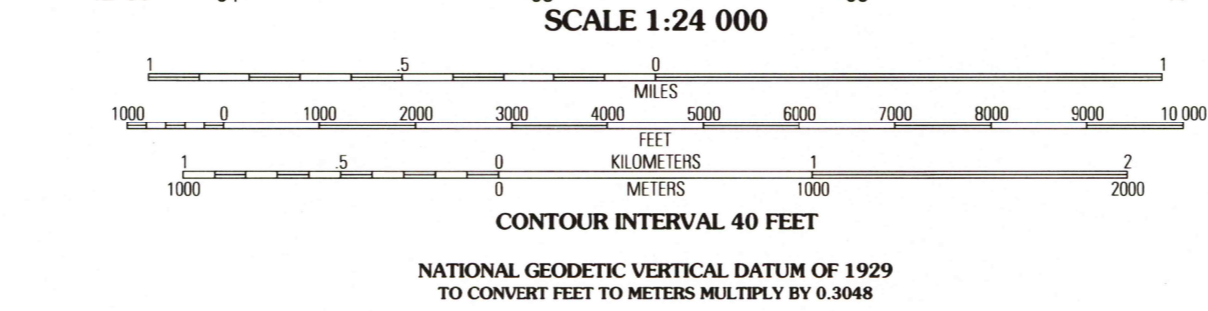 SCALE 1:24 000
1 .5 0 1
MILES
1000 0 1000 2000 3000 4000 5000 6000 7000 8000 9000 10 000
FEET
1 .5 0 KILOMETERS 1 2
1000 0 METERS 1000 2000
CONTOUR INTERVAL 40 FEET
NATIONAL GEODETIC VERTICAL DATUM OF 1929
TO CONVERT FEET TO METERS MULTIPLY BY 0.3048